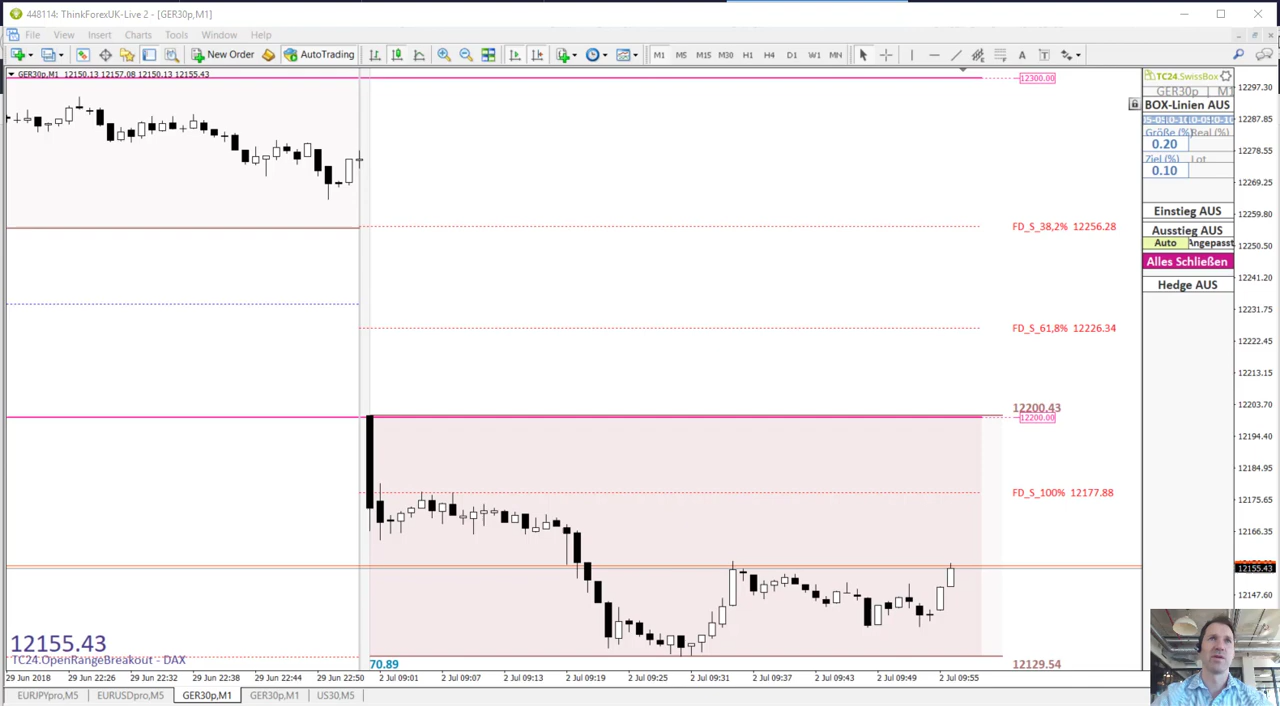 448114: ThinkForexUK-Live 2 - [GER30p,M1]
File View Insert Charts Tools Window Help
New Order AutoTrading M1 M5 M15 M30 H1 H4 D1 W1 MN A T
GER30p,M1 12150.13 12157.08 12150.13 12155.43
12300.00
FD_S_38,2% 12256.28
FD_S_61,8% 12226.34
12200.43
12200.00
FD_S_100% 12177.88
12129.54
70.89
12155.43
TC24.OpenRangeBreakout - DAX
TC24.SwissBox
GER30p | M1
BOX-Linien AUS
Größe (%) Real (%)
0.20
Ziel (%) Lot
0.10
Einstieg AUS
Ausstieg AUS
Auto Angepasst
Alles Schließen
Hedge AUS
12297.30
12287.85
12278.55
12269.25
12259.80
12250.50
12241.20
12231.75
12222.45
12213.15
12203.70
12194.40
12184.95
12175.65
12166.35
12155.43
12147.60
29 Jun 2018 29 Jun 22:26 29 Jun 22:32 29 Jun 22:38 29 Jun 22:44 29 Jun 22:50 2 Jul 09:01 2 Jul 09:07 2 Jul 09:13 2 Jul 09:19 2 Jul 09:25 2 Jul 09:31 2 Jul 09:37 2 Jul 09:43 2 Jul 09:49 2 Jul 09:55
EURJPYpro,M5 EURUSDpro,M5 GER30p,M1 GER30p,M1 US30,M5